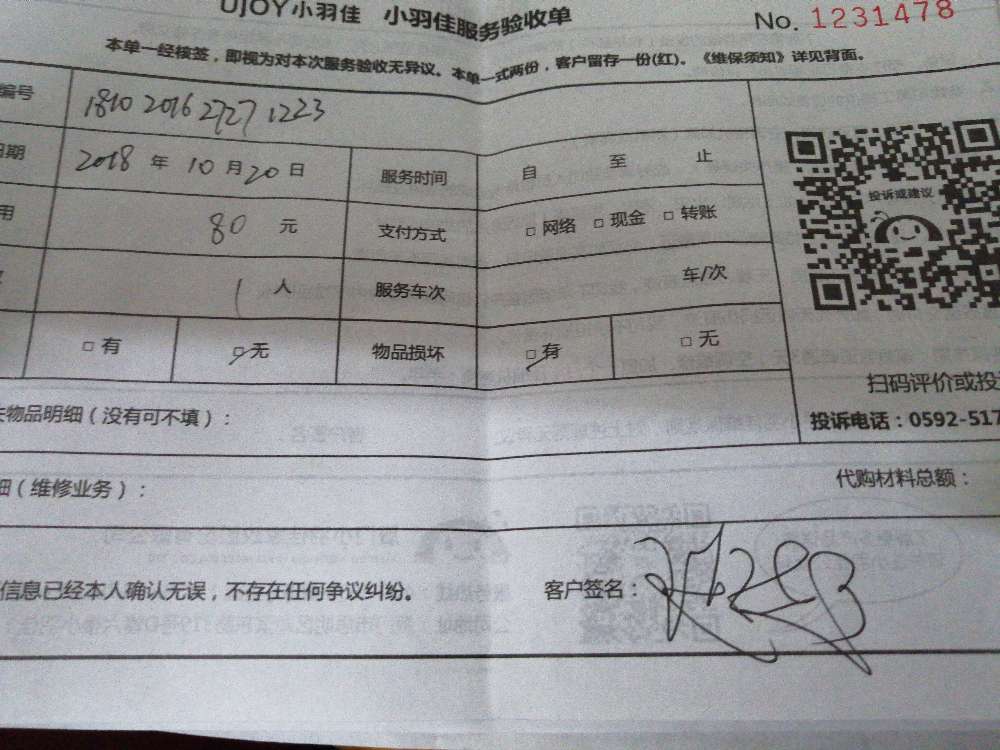 UJOY小羽佳 小羽佳服务验收单 No. 1231478
本单一经核签，即视为对本次服务验收无异议。本单一式两份，客户留存一份(红)。《维保须知》详见背面。
编号 1810 2016 2727 1223
日期 2018 年 10 月 20 日 服务时间 自 至 止
用 80 元 支付方式 □ 网络 □ 现金 □ 转账
1 人 服务车次 车/次
□ 有 □ 无 物品损坏 □ 有 □ 无
投诉或建议
扫码评价或投
投诉电话：0592-517
物品明细（没有可不填）：
细（维修业务）： 代购材料总额：
信息已经本人确认无误，不存在任何争议纠纷。 客户签名：